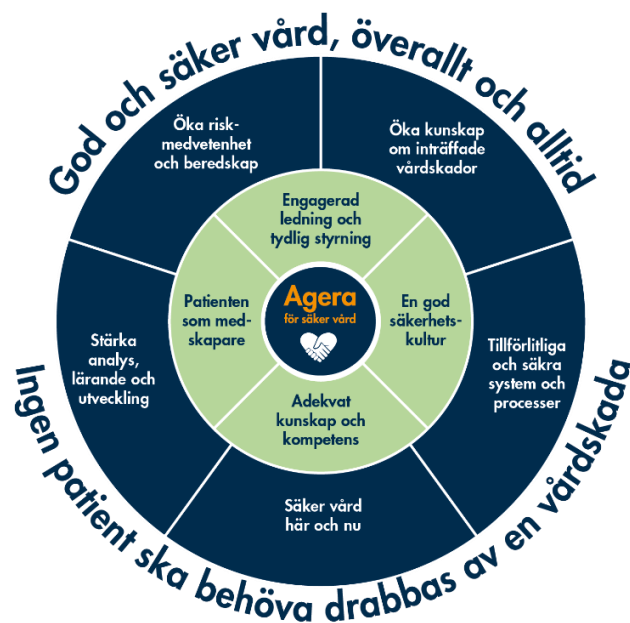 God och säker vård, överallt och alltid
Öka risk-
medvetenhet
och beredskap
Öka kunskap
om inträffade
vårdskador
Engagerad
ledning och
tydlig styrning
Patienten
som med-
skapare
Agera
för säker vård
En god
säkerhets-
kultur
Stärka
analys,
lärande och
utveckling
Tillförlitliga
och säkra
system och
processer
Adekvat
kunskap och
kompetens
Säker vård
här och nu
Ingen patient ska behöva drabbas av en vårdskada